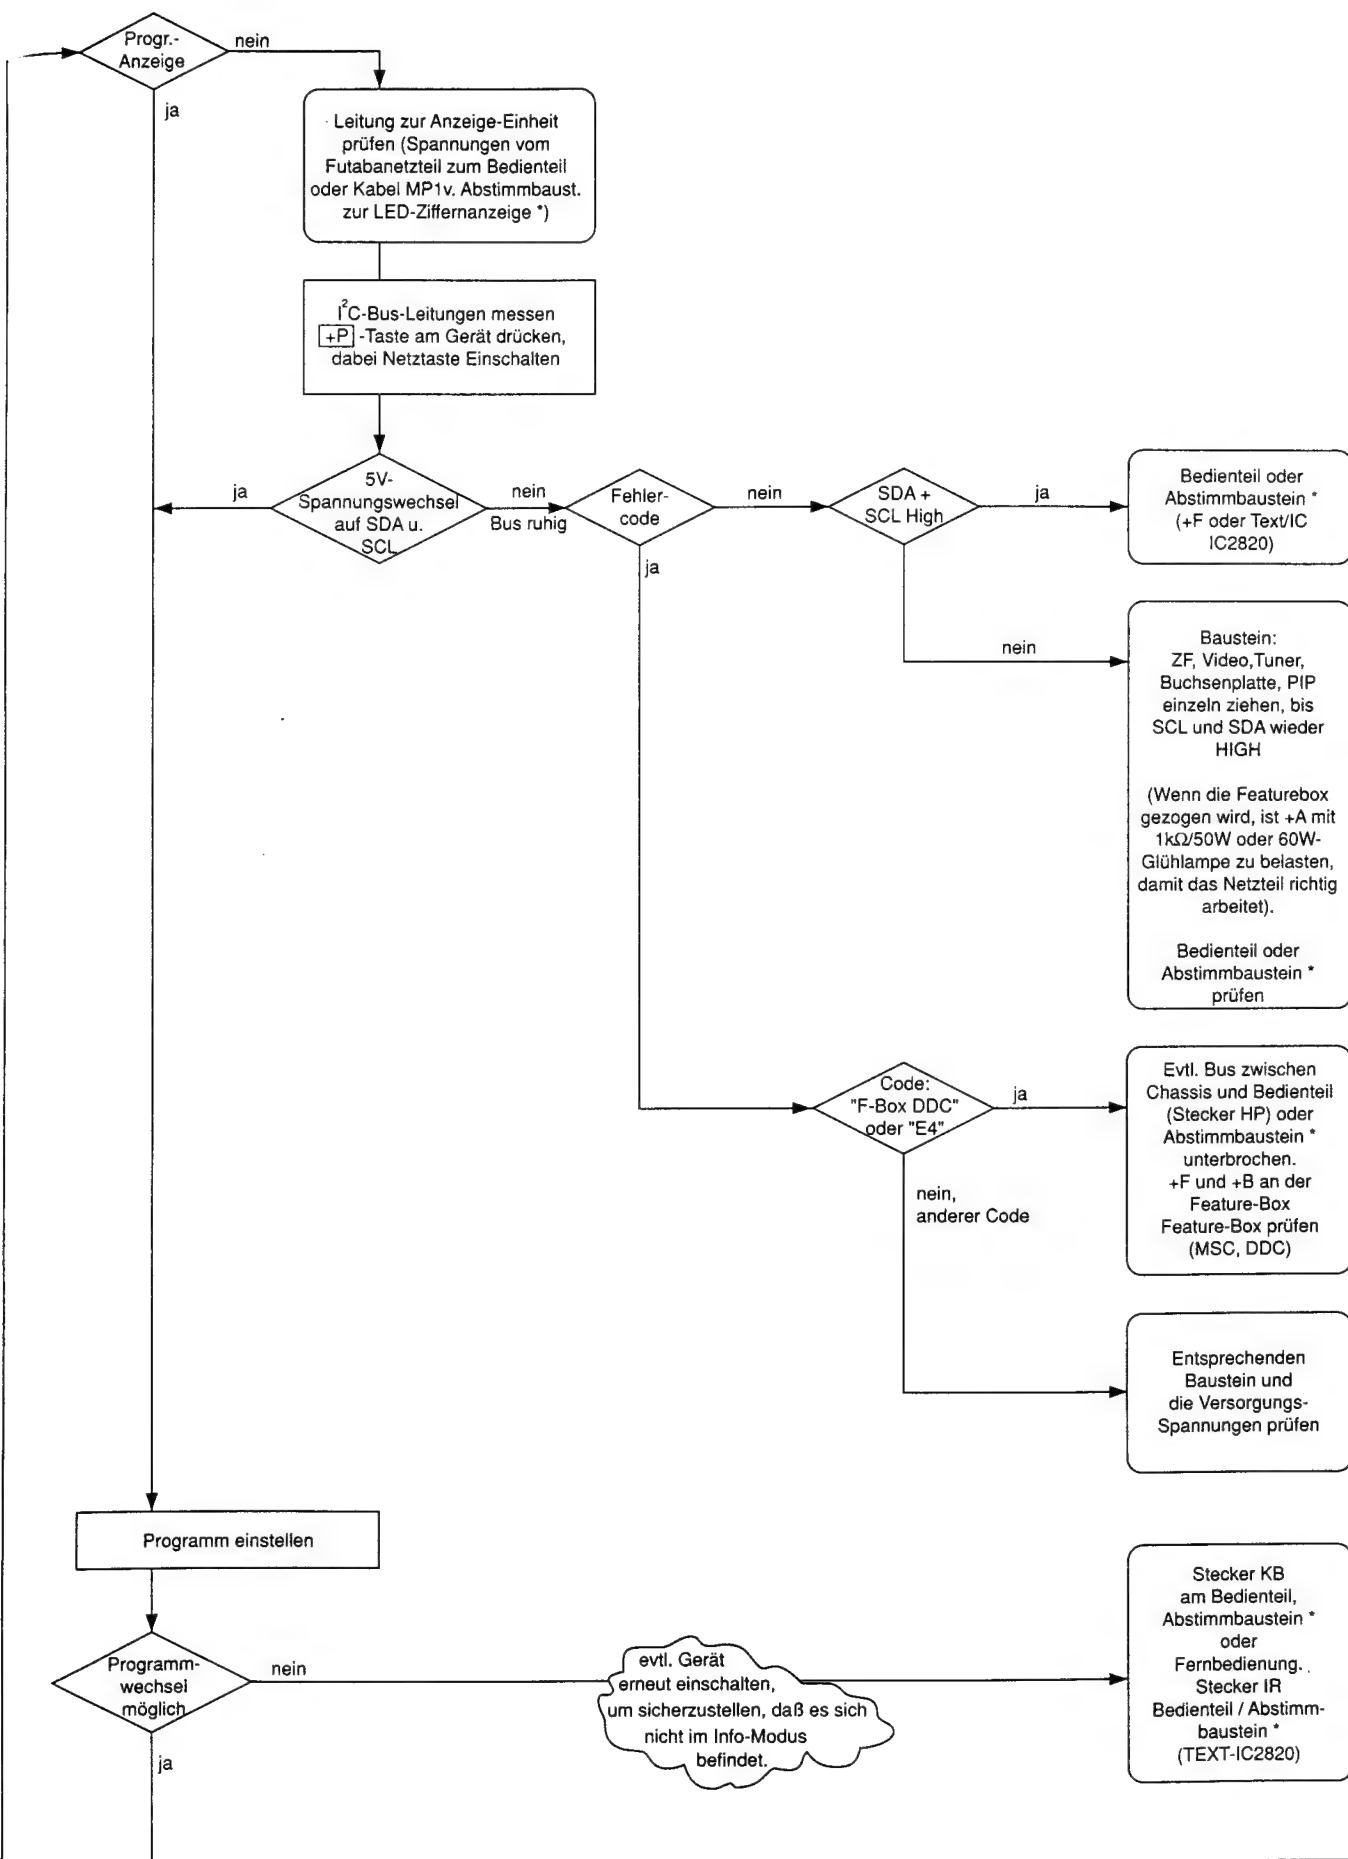 Progr.-
Anzeige
nein
ja
Leitung zur Anzeige-Einheit
prüfen (Spannungen vom
Futabanetzteil zum Bedienteil
oder Kabel MP1v. Abstimmbaust.
zur LED-Ziffernanzeige *)
I²C-Bus-Leitungen messen
+P -Taste am Gerät drücken,
dabei Netztaste Einschalten
5V-
Spannungswechsel
auf SDA u.
SCL
ja
nein
Bus ruhig
Fehler-
code
nein
ja
SDA +
SCL High
ja
nein
Bedienteil oder
Abstimmbaustein *
(+F oder Text/IC
IC2820)
Baustein:
ZF, Video,Tuner,
Buchsenplatte, PIP
einzeln ziehen, bis
SCL und SDA wieder
HIGH
(Wenn die Featurebox
gezogen wird, ist +A mit
1kΩ/50W oder 60W-
Glühlampe zu belasten,
damit das Netzteil richtig
arbeitet).
Bedienteil oder
Abstimmbaustein *
prüfen
Code:
"F-Box DDC"
oder "E4"
ja
nein,
anderer Code
Evtl. Bus zwischen
Chassis und Bedienteil
(Stecker HP) oder
Abstimmbaustein *
unterbrochen.
+F und +B an der
Feature-Box
Feature-Box prüfen
(MSC, DDC)
Entsprechenden
Baustein und
die Versorgungs-
Spannungen prüfen
Programm einstellen
Programm-
wechsel
möglich
nein
ja
evtl. Gerät
erneut einschalten,
um sicherzustellen, daß es sich
nicht im Info-Modus
befindet.
Stecker KB
am Bedienteil,
Abstimmbaustein *
oder
Fernbedienung.
Stecker IR
Bedienteil / Abstimm-
baustein *
(TEXT-IC2820)